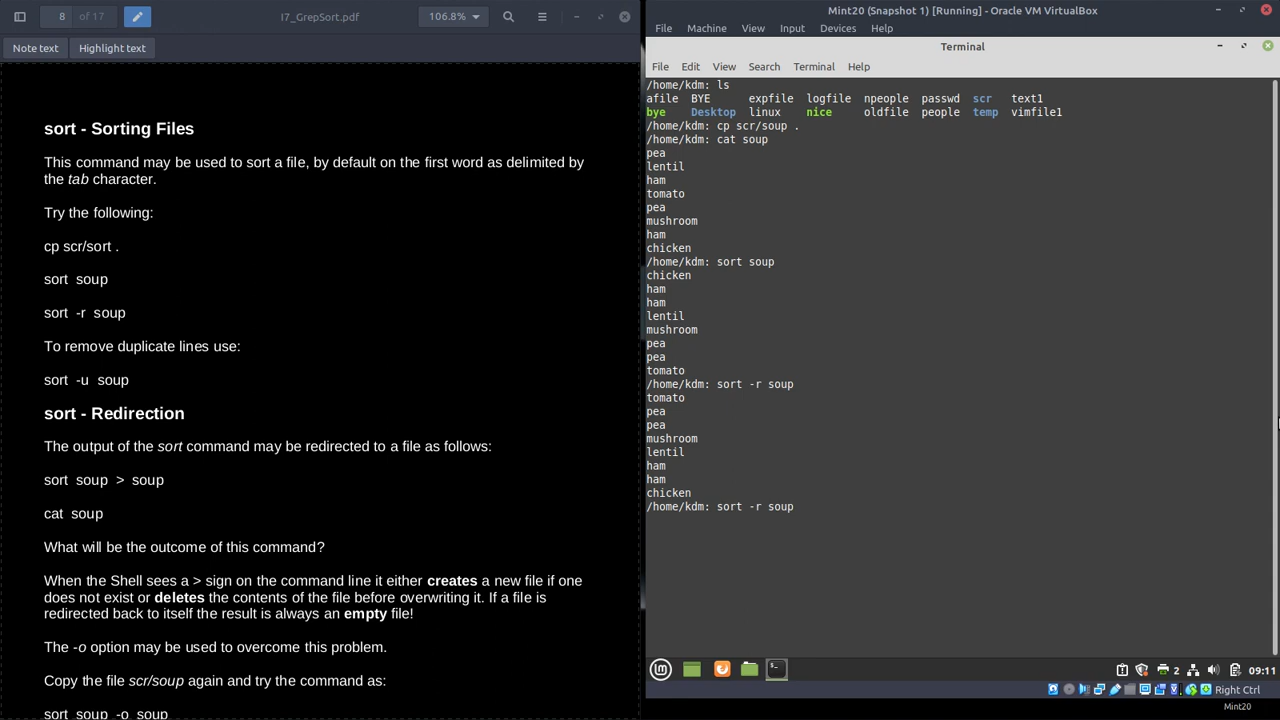 8 of 17
I7_GrepSort.pdf
106.8%
Note text
Highlight text
sort - Sorting Files
This command may be used to sort a file, by default on the first word as delimited by
the tab character.
Try the following:
cp scr/sort .
sort soup
sort -r soup
To remove duplicate lines use:
sort -u soup
sort - Redirection
The output of the sort command may be redirected to a file as follows:
sort soup > soup
cat soup
What will be the outcome of this command?
When the Shell sees a > sign on the command line it either creates a new file if one
does not exist or deletes the contents of the file before overwriting it. If a file is
redirected back to itself the result is always an empty file!
The -o option may be used to overcome this problem.
Copy the file scr/soup again and try the command as:
sort soup -o soup
Mint20 (Snapshot 1) [Running] - Oracle VM VirtualBox
File Machine View Input Devices Help
Terminal
File Edit View Search Terminal Help
/home/kdm: ls
afile BYE expfile logfile npeople passwd scr text1
bye Desktop linux nice oldfile people temp vimfile1
/home/kdm: cp scr/soup .
/home/kdm: cat soup
pea
lentil
ham
tomato
pea
mushroom
ham
chicken
/home/kdm: sort soup
chicken
ham
ham
lentil
mushroom
pea
pea
tomato
/home/kdm: sort -r soup
tomato
pea
pea
mushroom
lentil
ham
ham
chicken
/home/kdm: sort -r soup
2 09:11
Right Ctrl
Mint20